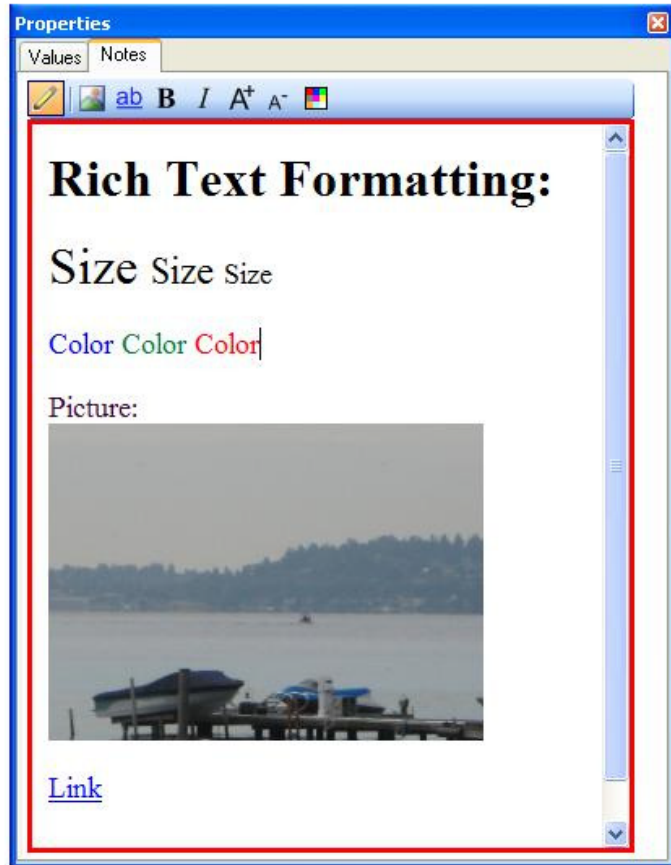 Properties
Values Notes
ab B I A+ A-
Rich Text Formatting:
Size Size Size
Color Color Color
Picture:
Link